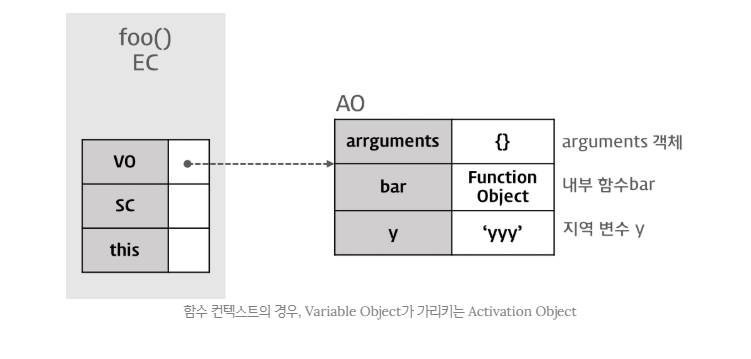 foo()
EC
AO
VO
SC
this
arrguments {} arguments 객체
bar Function Object 내부 함수bar
y ‘yyy’ 지역 변수 y
함수 컨텍스트의 경우, Variable Object가 가리키는 Activation Object